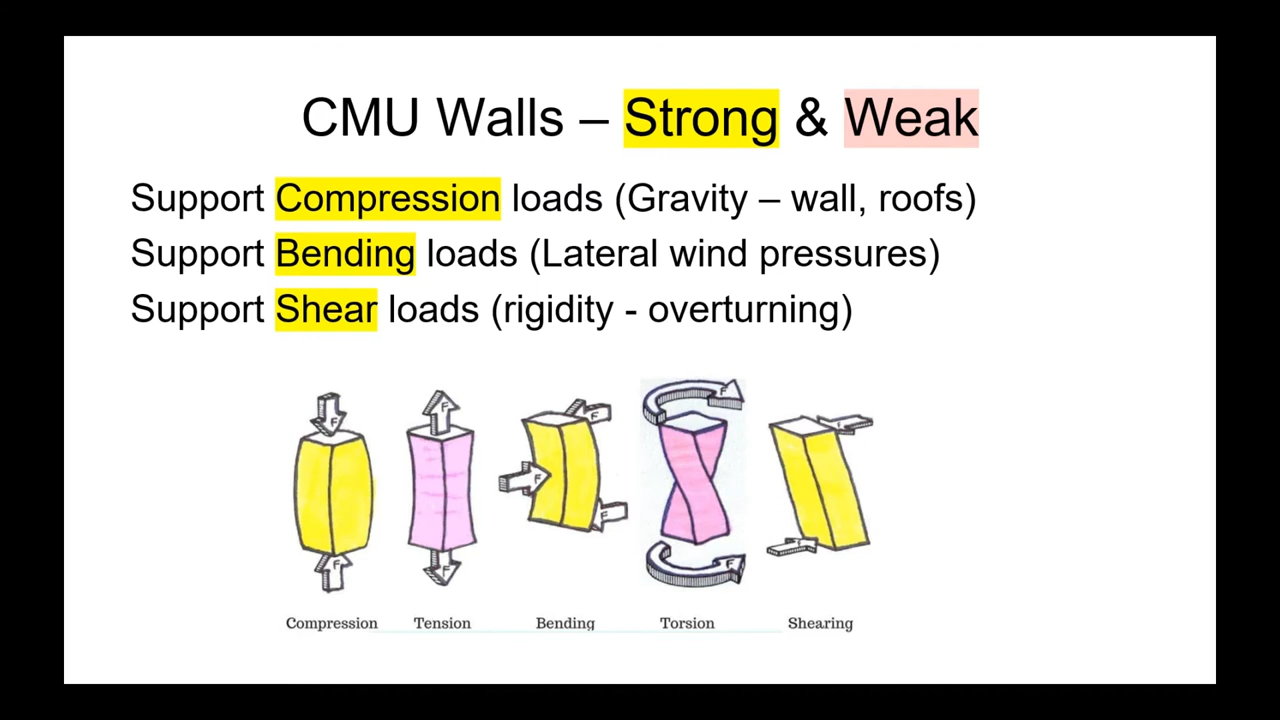 CMU Walls – Strong & Weak
Support Compression loads (Gravity – wall, roofs)
Support Bending loads (Lateral wind pressures)
Support Shear loads (rigidity - overturning)
F F F F F
F F
F F F
Compression Tension Bending Torsion Shearing